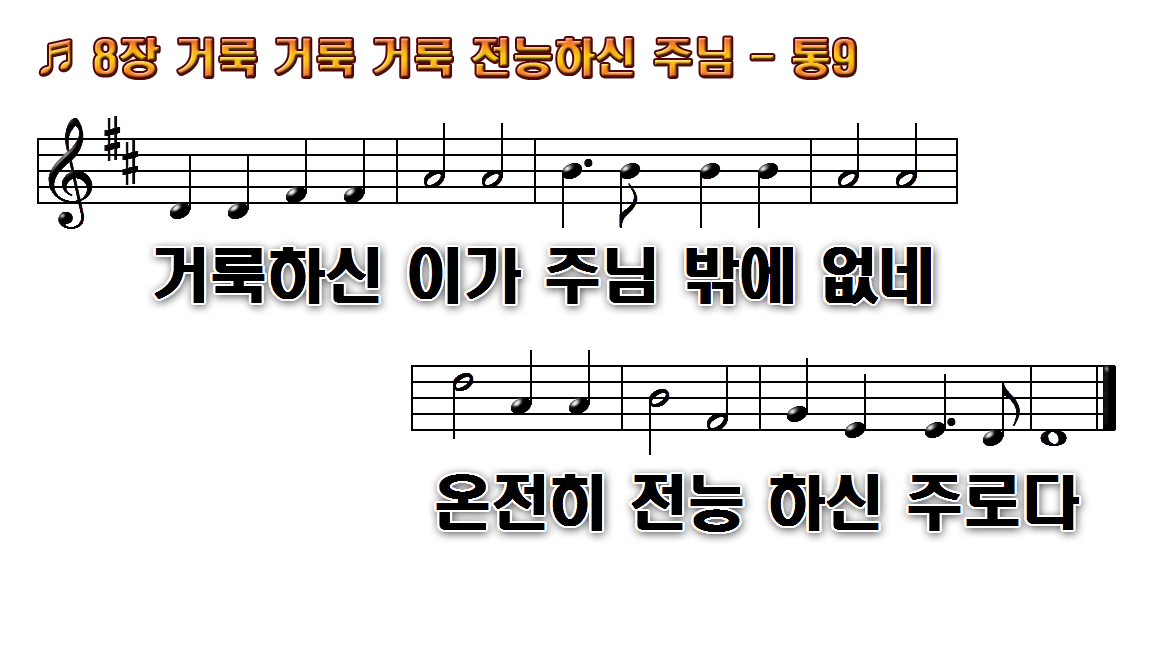 ♬ 8장 거룩 거룩 거룩 전능하신 주님 - 통9
거룩하신 이가 주님 밖에 없네
온전히 전능 하신 주로다